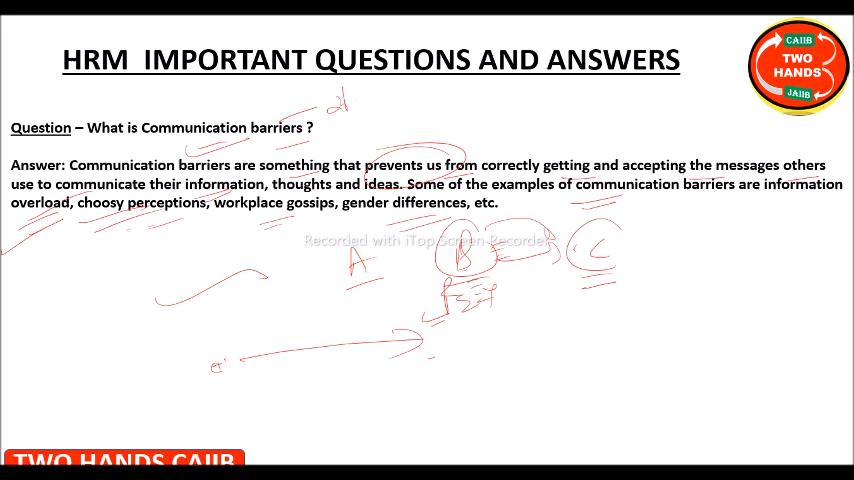 HRM IMPORTANT QUESTIONS AND ANSWERS
CAIIB
TWO
HANDS
JAIIB
Question – What is Communication barriers ?
Answer: Communication barriers are something that prevents us from correctly getting and accepting the messages others
use to communicate their information, thoughts and ideas. Some of the examples of communication barriers are information
overload, choosy perceptions, workplace gossips, gender differences, etc.
Recorded with iTop Screen Recorder
A B C
TWO HANDS CAIIB